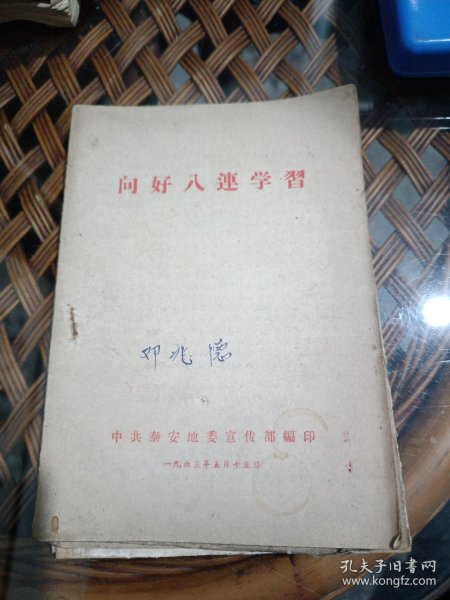 向好八連学習
邓兆德
中共泰安地委宣传部編印
一九六三年五月十五日
孔夫子旧书网
www.kongfz.com